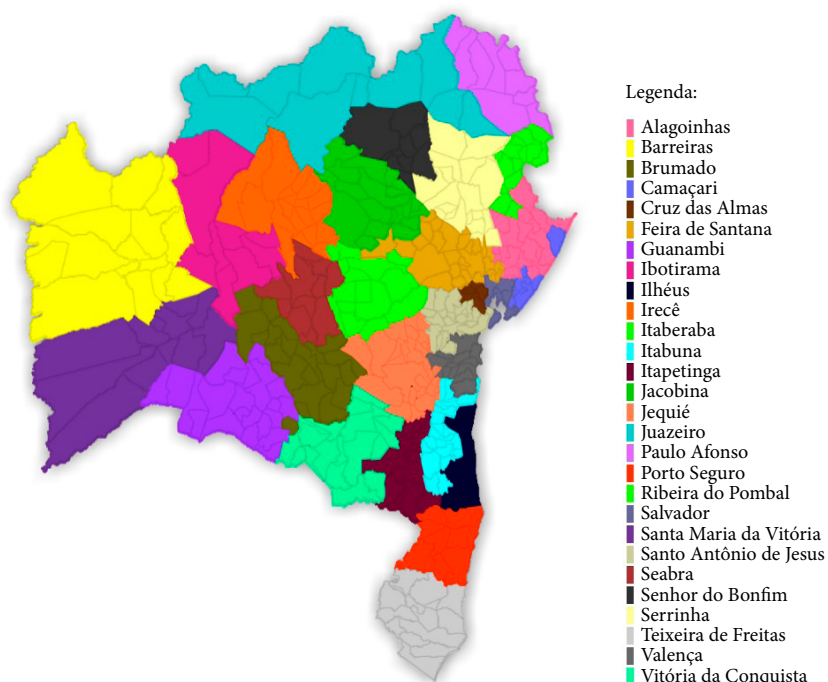 Legenda:
Alagoinhas
Barreiras
Brumado
Camaçari
Cruz das Almas
Feira de Santana
Guanambi
Ibotirama
Ilhéus
Irecê
Itaberaba
Itabuna
Itapetinga
Jacobina
Jequié
Juazeiro
Paulo Afonso
Porto Seguro
Ribeira do Pombal
Salvador
Santa Maria da Vitória
Santo Antônio de Jesus
Seabra
Senhor do Bonfim
Serrinha
Teixeira de Freitas
Valença
Vitória da Conquista